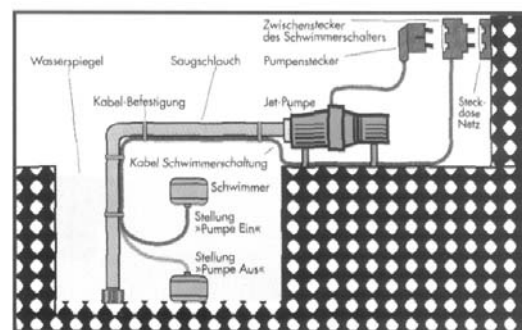 Zwischenstecker
des Schwimmerschalters
Pumpenstecker
Wasserspiegel
Saugschlauch
Kabel-Befestigung
Jet-Pumpe
Steck-
dose
Netz
Kabel Schwimmerschaltung
Schwimmer
Stellung
»Pumpe Ein«
Stellung
»Pumpe Aus«